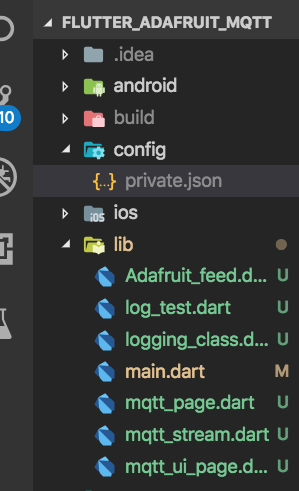 FLUTTER_ADAFRUIT_MQTT
.idea
android
build
config
{..} private.json
iOS ios
lib
Adafruit_feed.d... U
log_test.dart U
logging_class.d... U
main.dart M
mqtt_page.dart U
mqtt_stream.dart U
mqtt_ui_page.d... U
10